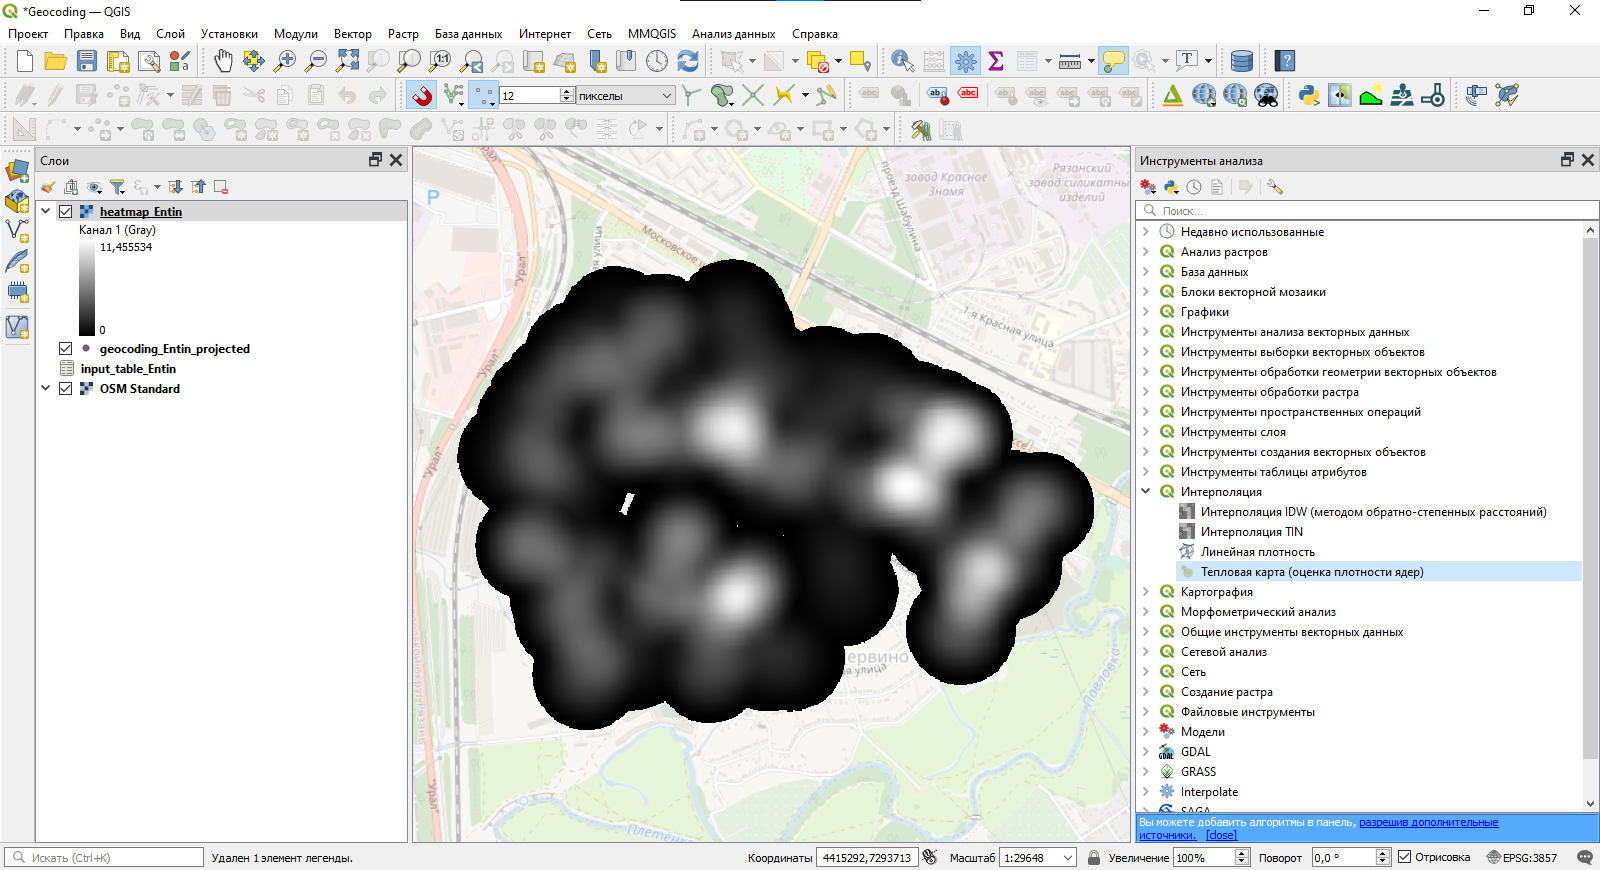 *Geocoding — QGIS
Проект Правка Вид Слой Установки Модули Вектор Растр База данных Интернет Сеть MMQGIS Анализ данных Справка
1:1
T
12 пикселы
abc abc abc
Слои
heatmap_Entin
Канал 1 (Gray)
11,455534
0
geocoding_Entin_projected
input_table_Entin
OSM Standard
P
"Урал"
Московское
улица
проезд Шабулина
завод Красное
Знамя
Рязанский
завод силикатных
изделий
1-я Красная улица
"Урал"
"Урал"
"Урал"
ервино
ая улица
Павловка
Плетёнка
Инструменты анализа
Поиск...
Недавно использованные
Анализ растров
База данных
Блоки векторной мозаики
Графики
Инструменты анализа векторных данных
Инструменты выборки векторных объектов
Инструменты обработки геометрии векторных объектов
Инструменты обработки растра
Инструменты пространственных операций
Инструменты слоя
Инструменты создания векторных объектов
Инструменты таблицы атрибутов
Интерполяция
Интерполяция IDW (методом обратно-степенных расстояний)
Интерполяция TIN
Линейная плотность
Тепловая карта (оценка плотности ядер)
Картография
Морфометрический анализ
Общие инструменты векторных данных
Сетевой анализ
Сеть
Создание растра
Файловые инструменты
Модели
GDAL
GRASS
Interpolate
SAGA
Вы можете добавить алгоритмы в панель, разрешив дополнительные
источники. [close]
Искать (Ctrl+K) Удален 1 элемент легенды. Координаты 4415292,7293713 Масштаб 1:29648 Увеличение 100% Поворот 0,0 ° Отрисовка EPSG:3857